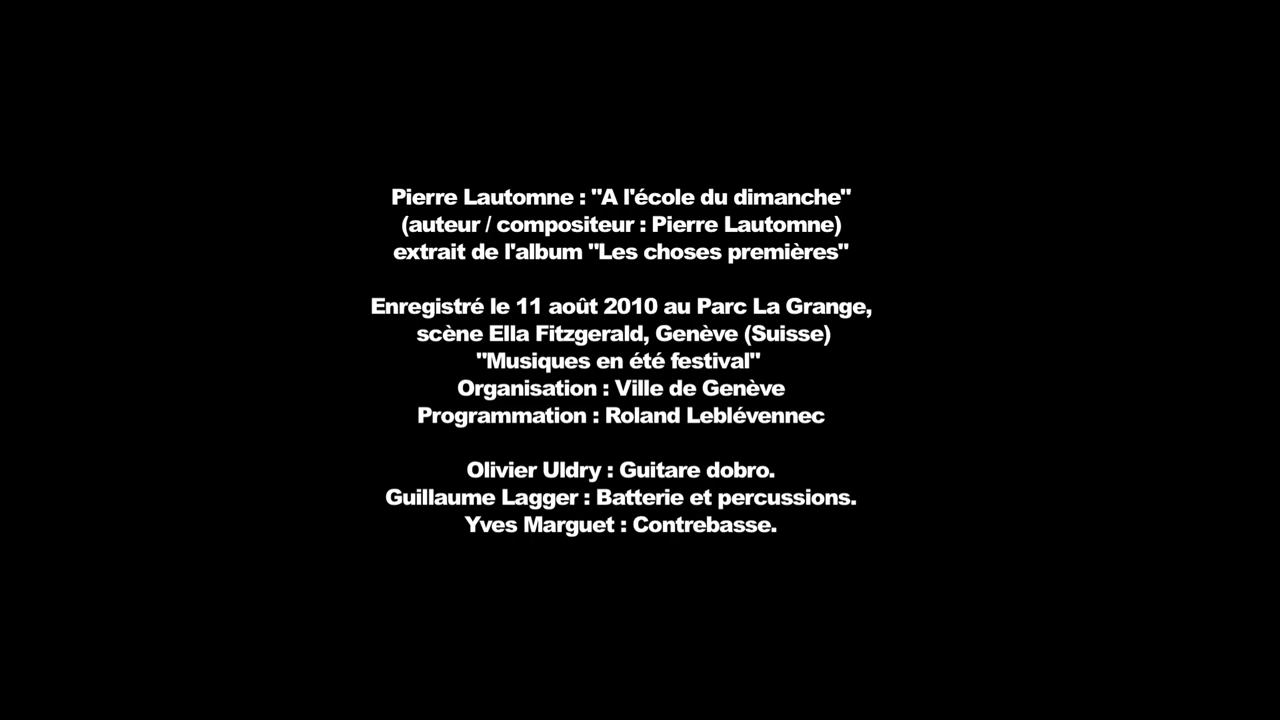 Pierre Lautomne : "A l'école du dimanche"
(auteur / compositeur : Pierre Lautomne)
extrait de l'album "Les choses premières"
Enregistré le 11 août 2010 au Parc La Grange,
scène Ella Fitzgerald, Genève (Suisse)
"Musiques en été festival"
Organisation : Ville de Genève
Programmation : Roland Leblévennec
Olivier Uldry : Guitare dobro.
Guillaume Lagger : Batterie et percussions.
Yves Marguet : Contrebasse.